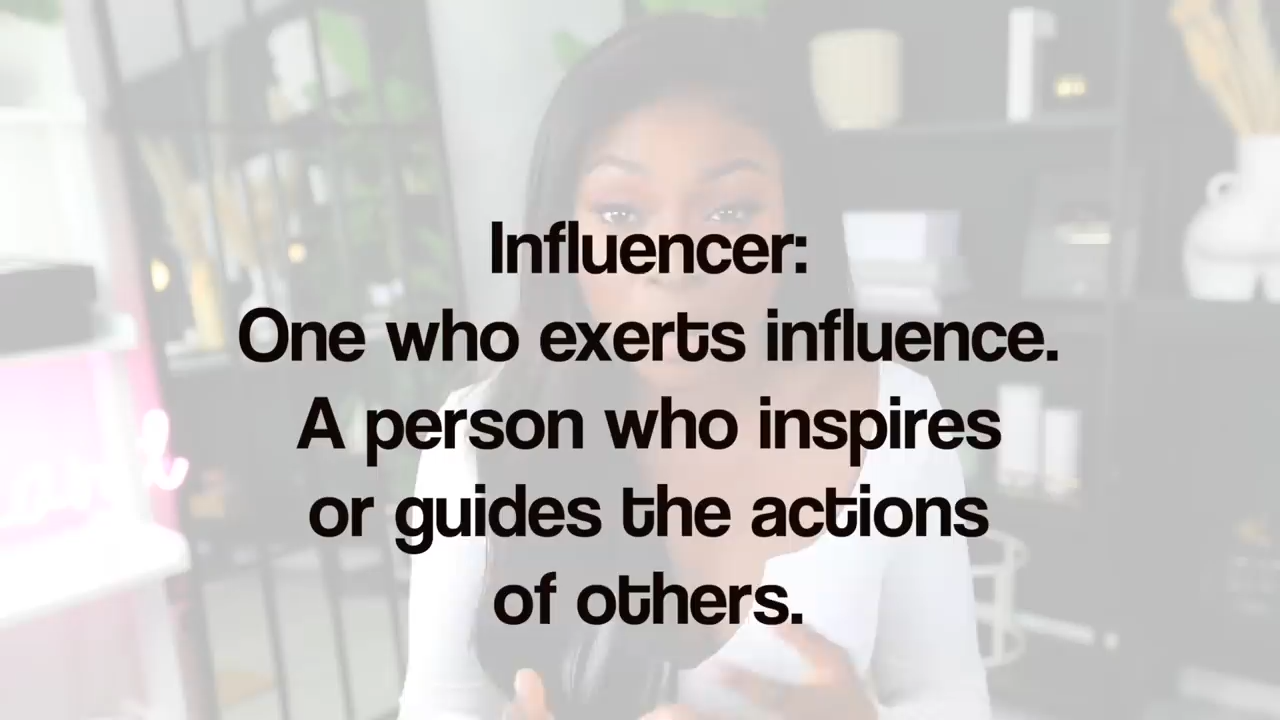 Influencer:
One who exerts influence.
A person who inspires
or guides the actions
of others.